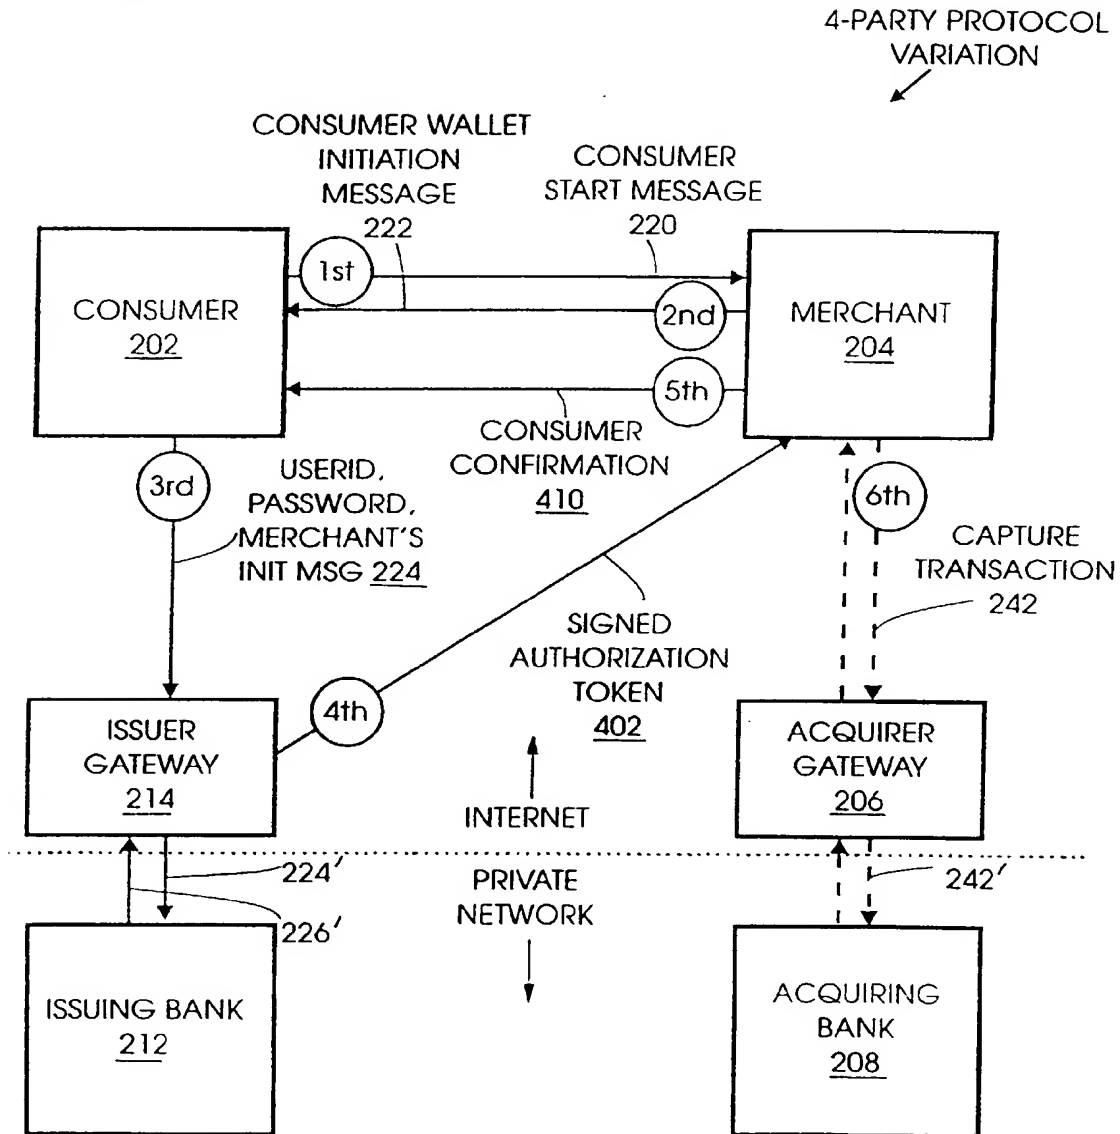 4-PARTY PROTOCOL
VARIATION
CONSUMER WALLET
INITIATION
MESSAGE
222
CONSUMER
START MESSAGE
220
1st
CONSUMER
202
2nd
MERCHANT
204
5th
CONSUMER
CONFIRMATION
410
3rd
USERID,
PASSWORD,
MERCHANT'S
INIT MSG 224
6th
CAPTURE
TRANSACTION
242
SIGNED
AUTHORIZATION
TOKEN
402
4th
ISSUER
GATEWAY
214
ACQUIRER
GATEWAY
206
INTERNET
224'
PRIVATE
NETWORK
242'
226'
ISSUING BANK
212
ACQUIRING
BANK
208